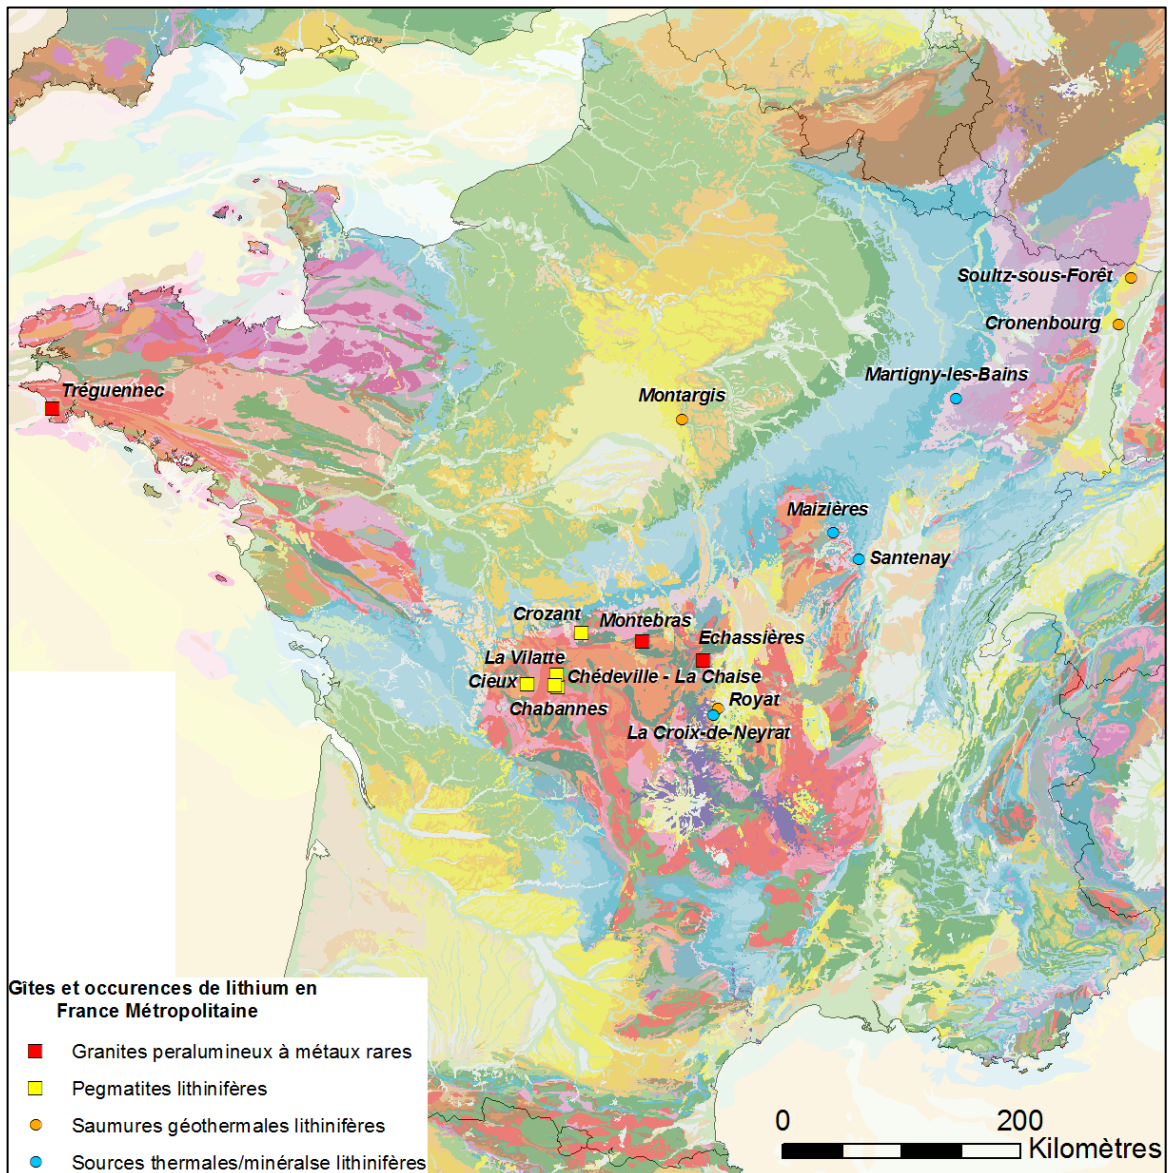 Soultz-sous-Forêt
Cronenbourg
Martigny-les-Bains
Tréguennec
Montargis
Maizières
Santenay
Crozant
Montebras
Echassières
La Vilatte
Cieux
Chédeville - La Chaise
Chabannes
Royat
La Croix-de-Neyrat
Gîtes et occurences de lithium en
France Métropolitaine
Granites peralumineux à métaux rares
Pegmatites lithinifères
Saumures géothermales lithinifères
Sources thermales/minéralse lithinifères
0
200
Kilomètres